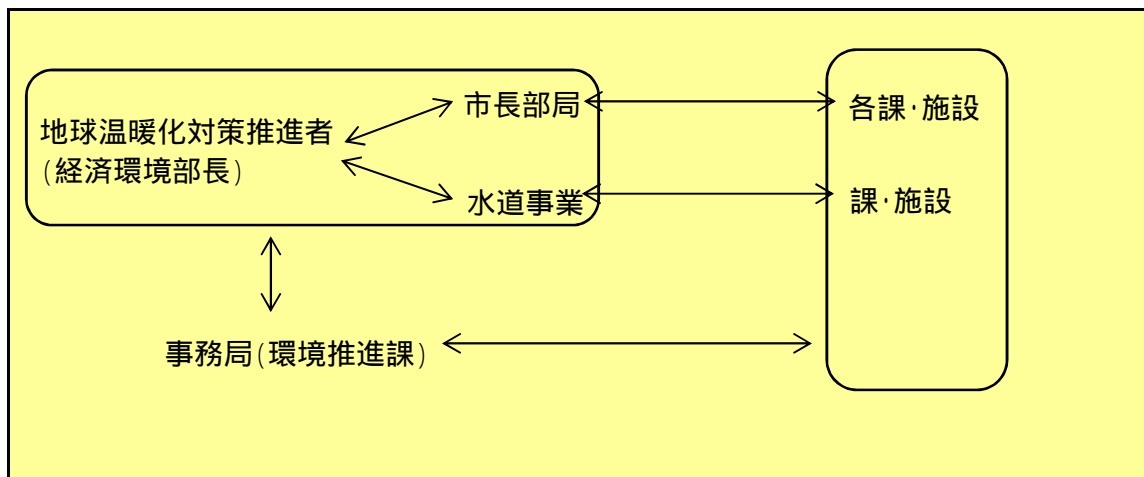 市長部局
各課・施設
地球温暖化対策推進者
(経済環境部長)
水道事業
課・施設
事務局(環境推進課)